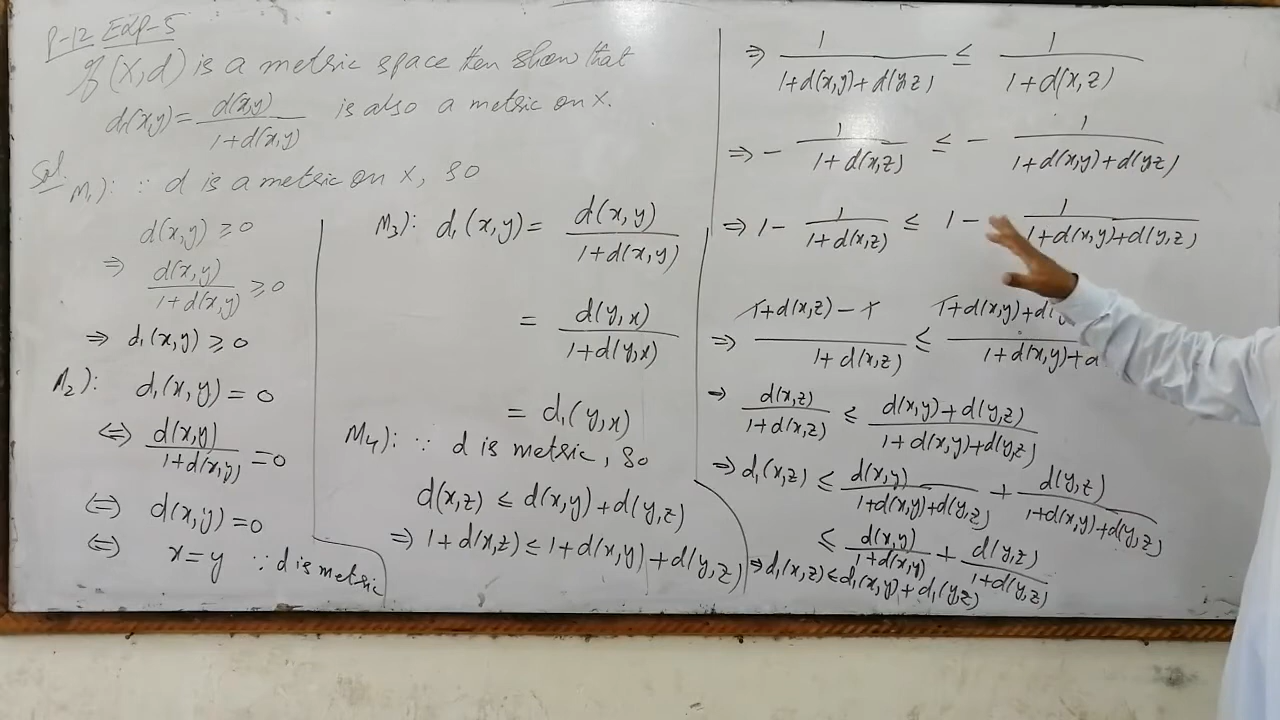 P-12 Exp-5
If (X,d) is a metric space then show that
d₁(x,y) = d(x,y) / 1+d(x,y) is also a metric on X.
Sol. M₁): ∵ d is a metric on X, so
d(x,y) ≥ 0
⇒ d(x,y) / 1+d(x,y) ≥ 0
⇒ d₁(x,y) ≥ 0
M₂): d₁(x,y) = 0
⇔ d(x,y) / 1+d(x,y) = 0
⇔ d(x,y) = 0
⇔ x = y ∵ d is metric
M₃): d₁(x,y) = d(x,y) / 1+d(x,y)
= d(y,x) / 1+d(y,x)
= d₁(y,x)
M₄): ∵ d is metric, so
d(x,z) ≤ d(x,y) + d(y,z)
⇒ 1+d(x,z) ≤ 1+d(x,y)+d(y,z)
⇒ 1 / 1+d(x,y)+d(y,z) ≤ 1 / 1+d(x,z)
⇒ - 1 / 1+d(x,z) ≤ - 1 / 1+d(x,y)+d(y,z)
⇒ 1 - 1 / 1+d(x,z) ≤ 1 - 1 / 1+d(x,y)+d(y,z)
⇒ 1+d(x,z)-1 / 1+d(x,z) ≤ 1+d(x,y)+d(y / 1+d(x,y)+d
⇒ d(x,z) / 1+d(x,z) ≤ d(x,y)+d(y,z) / 1+d(x,y)+d(y,z)
⇒ d₁(x,z) ≤ d(x,y) / 1+d(x,y)+d(y,z) + d(y,z) / 1+d(x,y)+d(y,z)
≤ d(x,y) / 1+d(x,y) + d(y,z) / 1+d(y,z)
⇒ d₁(x,z) ≤ d₁(x,y) + d₁(y,z)